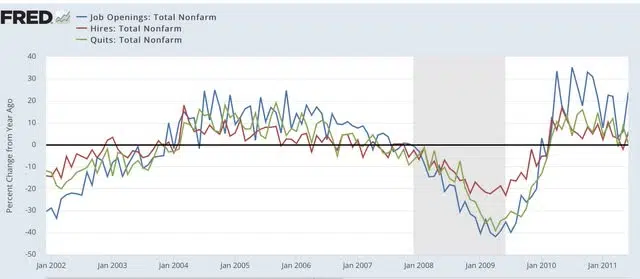 FRED
Job Openings: Total Nonfarm
Hires: Total Nonfarm
Quits: Total Nonfarm
Percent Change from Year Ago
40
30
20
10
0
-10
-20
-30
-40
-50
Jan 2002
Jan 2003
Jan 2004
Jan 2005
Jan 2006
Jan 2007
Jan 2008
Jan 2009
Jan 2010
Jan 2011